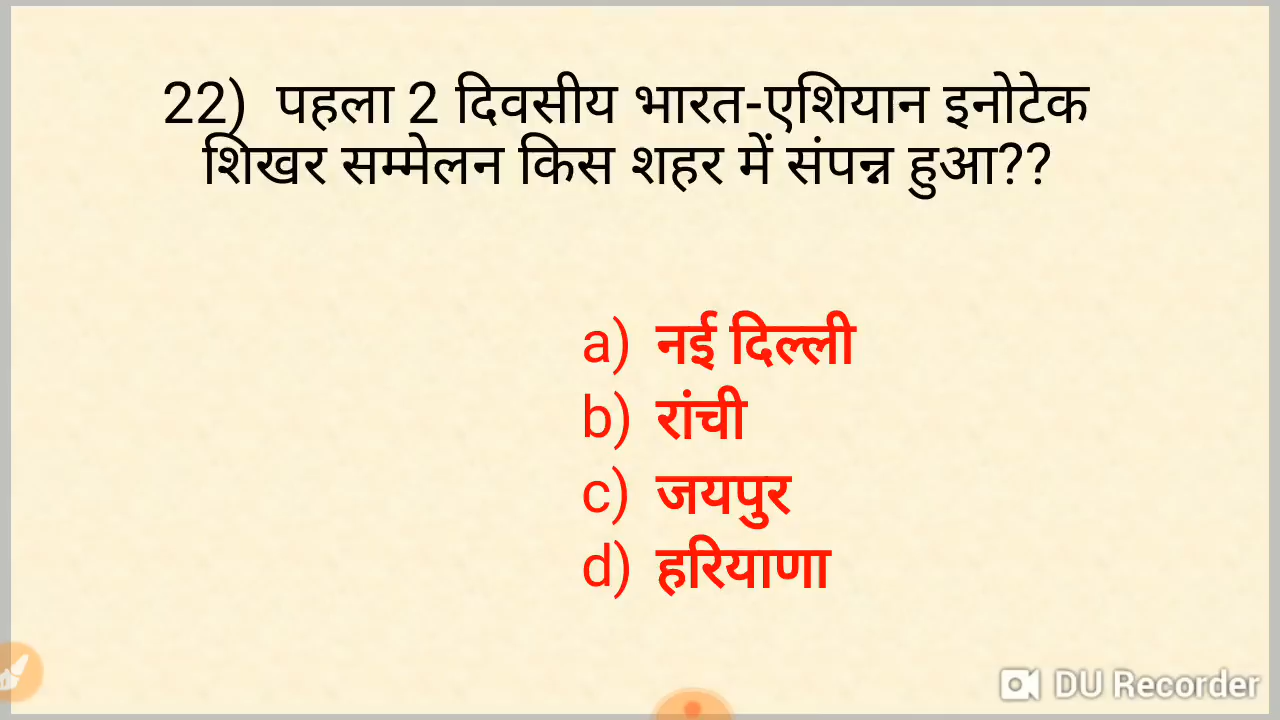 22) पहला 2 दिवसीय भारत-एशियान इनोटेक
शिखर सम्मेलन किस शहर में संपन्न हुआ??
a) नई दिल्ली
b) रांची
c) जयपुर
d) हरियाणा
DU Recorder